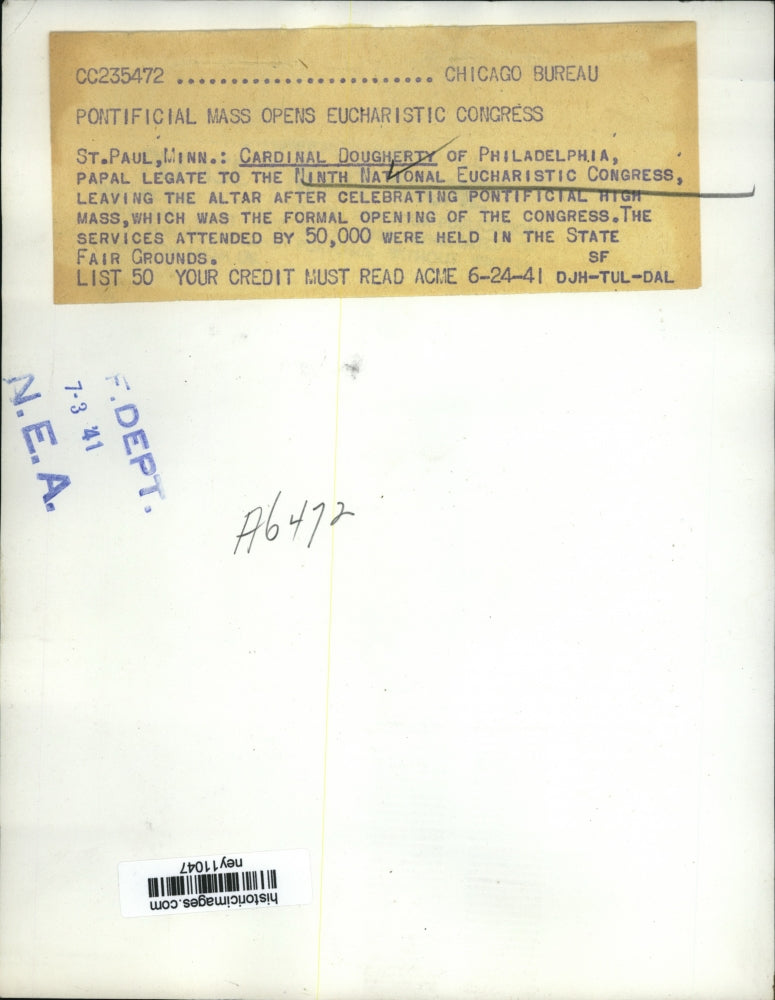 CC235472 .......................... CHICAGO BUREAU
PONTIFICIAL MASS OPENS EUCHARISTIC CONGRESS
ST.PAUL,MINN.: CARDINAL DOUGHERTY OF PHILADELPHIA,
PAPAL LEGATE TO THE NINTH NATIONAL EUCHARISTIC CONGRESS,
LEAVING THE ALTAR AFTER CELEBRATING PONTIFICIAL HIGH
MASS,WHICH WAS THE FORMAL OPENING OF THE CONGRESS.THE
SERVICES ATTENDED BY 50,000 WERE HELD IN THE STATE
FAIR GROUNDS. SF
LIST 50 YOUR CREDIT MUST READ ACME 6-24-41 DJH-TUL-DAL
F.DEPT.
7-3 '41
N.E.A.
A6472
historicimages.com
ney11047